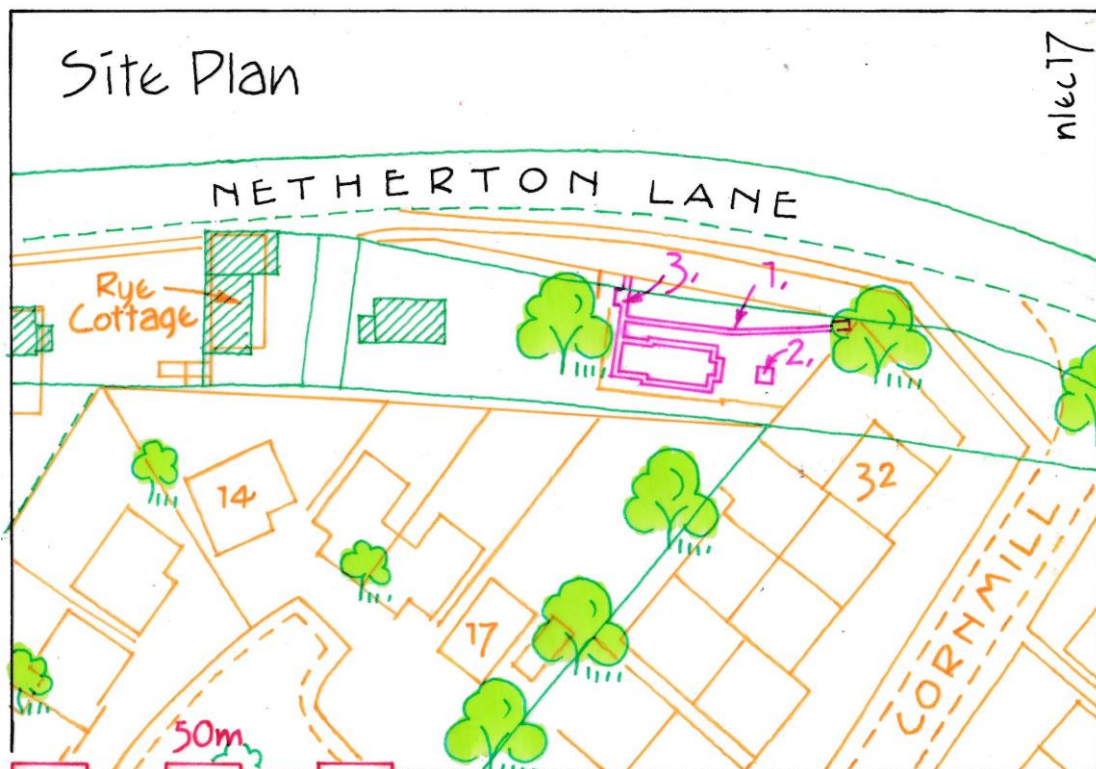 Site Plan
nlec17
NETHERTON LANE
Rye
Cottage
3.
1.
2.
14
32
17
CORNMILL
50m